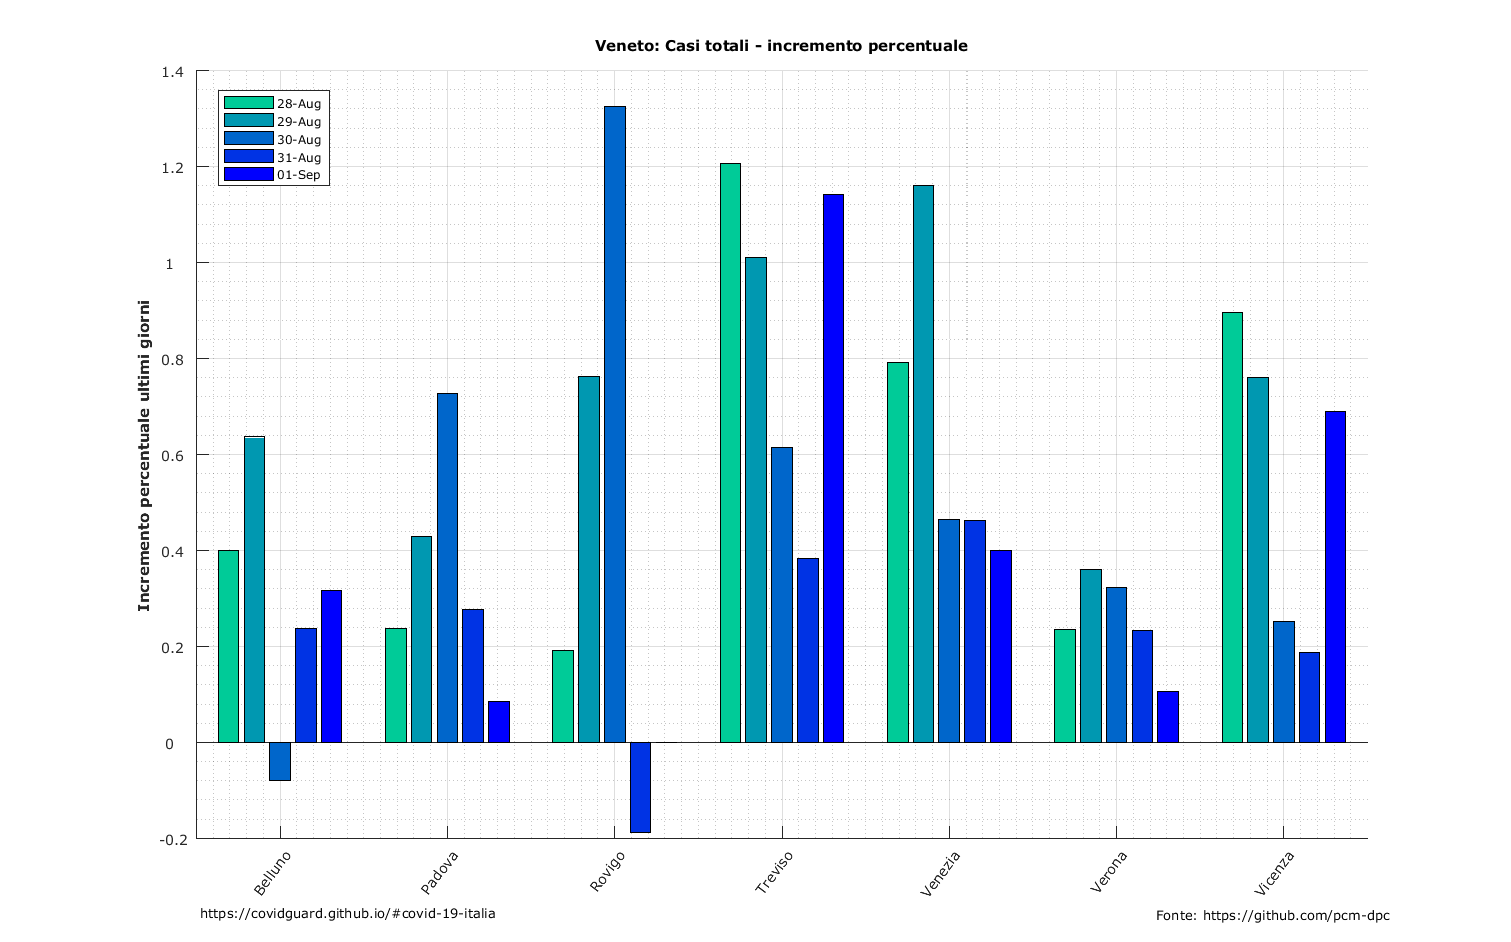 Veneto: Casi totali - incremento percentuale
28-Aug
29-Aug
30-Aug
31-Aug
01-Sep
Incremento percentuale ultimi giorni
1.4
1.2
1
0.8
0.6
0.4
0.2
0
-0.2
Belluno
Padova
Rovigo
Treviso
Venezia
Verona
Vicenza
https://covidguard.github.io/#covid-19-italia
Fonte: https://github.com/pcm-dpc